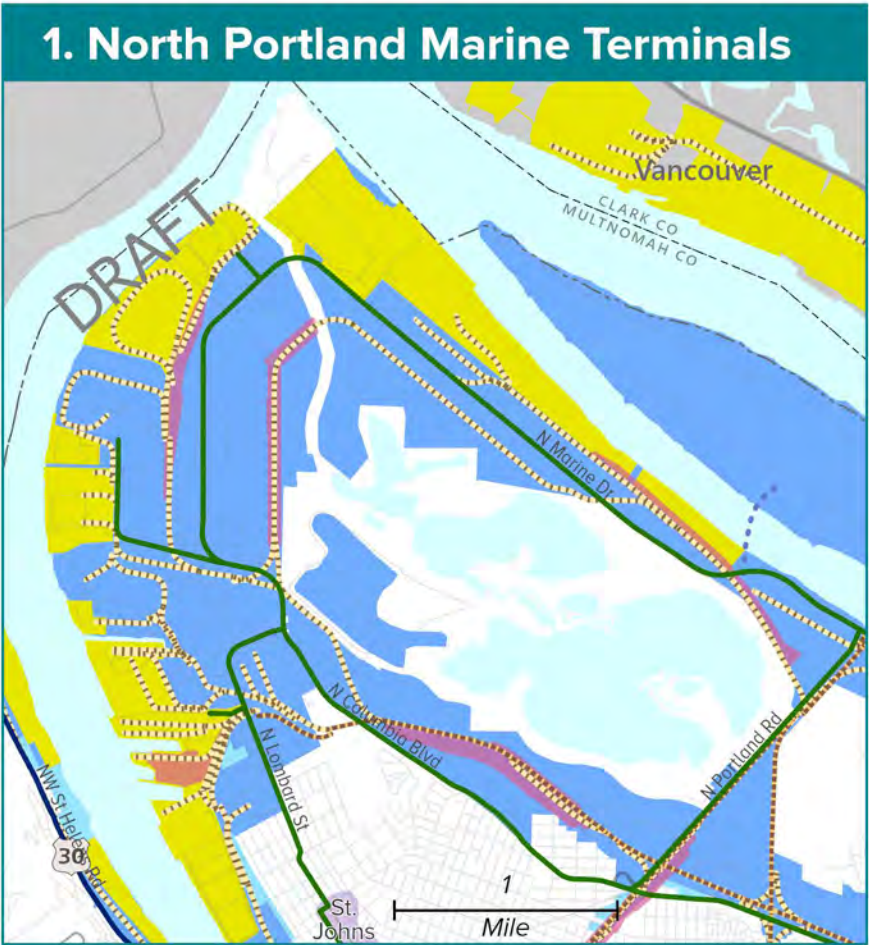 1. North Portland Marine Terminals
Vancouver
CLARK CO
MULTNOMAH CO
DRAFT
N Marine Dr
N Portland Rd
N Columbia Blvd
N Lombard St
NW St Helens Rd
30
1
Mile
St.
Johns